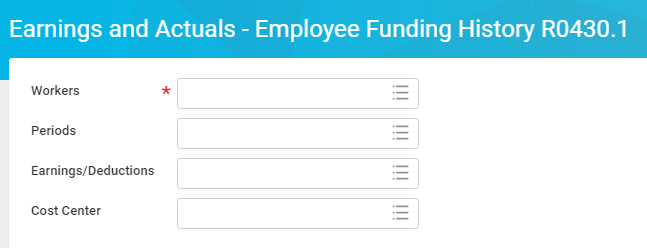 Earnings and Actuals - Employee Funding History R0430.1
Workers *
Periods
Earnings/Deductions
Cost Center